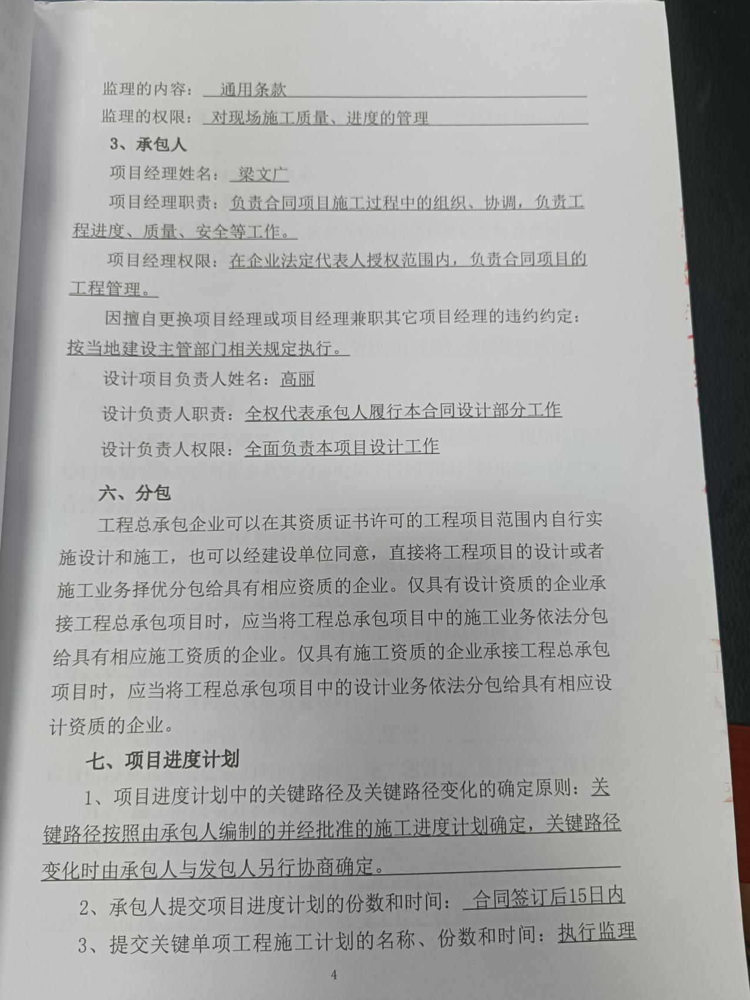 监理的内容： 通用条款
监理的权限： 对现场施工质量、进度的管理
3、承包人
项目经理姓名： 梁文广
项目经理职责：负责合同项目施工过程中的组织、协调，负责工
程进度、质量、安全等工作。
项目经理权限：在企业法定代表人授权范围内，负责合同项目的
工程管理。
因擅自更换项目经理或项目经理兼职其它项目经理的违约约定：
按当地建设主管部门相关规定执行。
设计项目负责人姓名：高丽
设计负责人职责：全权代表承包人履行本合同设计部分工作
设计负责人权限：全面负责本项目设计工作
六、分包
工程总承包企业可以在其资质证书许可的工程项目范围内自行实
施设计和施工，也可以经建设单位同意，直接将工程项目的设计或者
施工业务择优分包给具有相应资质的企业。仅具有设计资质的企业承
接工程总承包项目时，应当将工程总承包项目中的施工业务依法分包
给具有相应施工资质的企业。仅具有施工资质的企业承接工程总承包
项目时，应当将工程总承包项目中的设计业务依法分包给具有相应设
计资质的企业。
七、项目进度计划
1、项目进度计划中的关键路径及关键路径变化的确定原则：关
键路径按照由承包人编制的并经批准的施工进度计划确定，关键路径
变化时由承包人与发包人另行协商确定。
2、承包人提交项目进度计划的份数和时间： 合同签订后15日内
3、提交关键单项工程施工计划的名称、份数和时间：执行监理
4